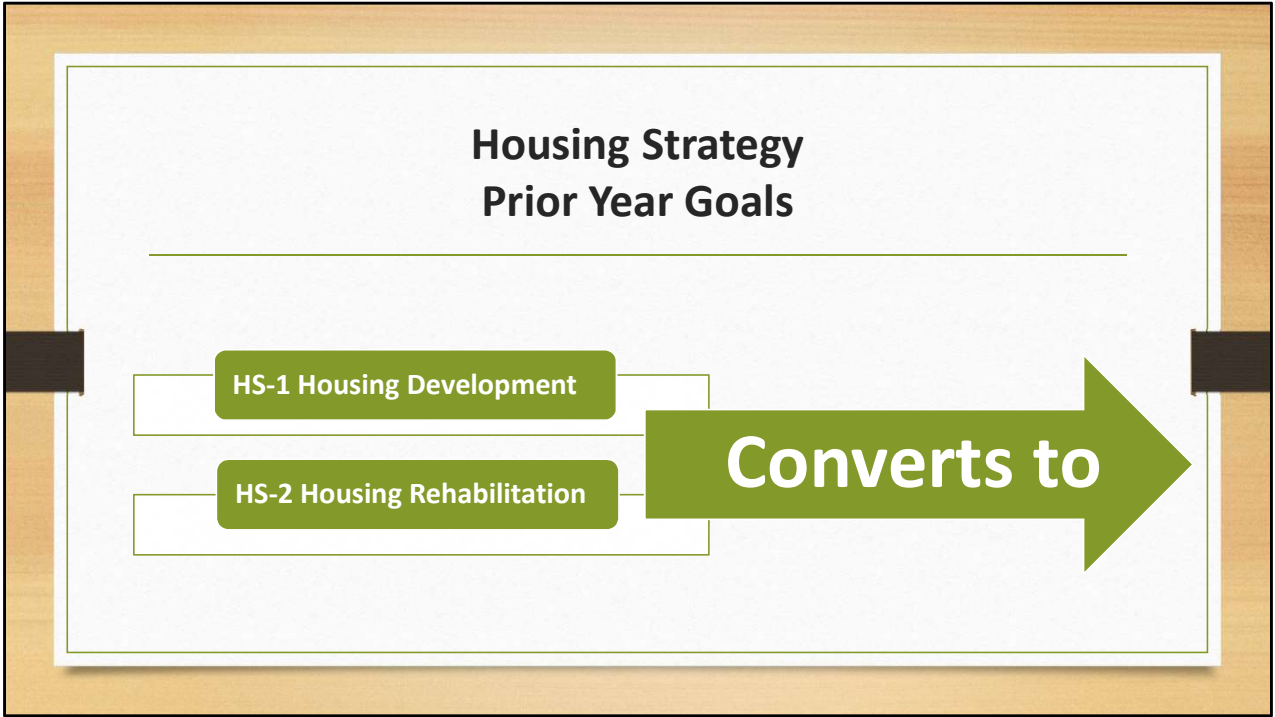 Housing Strategy
Prior Year Goals
HS-1 Housing Development
HS-2 Housing Rehabilitation
Converts to